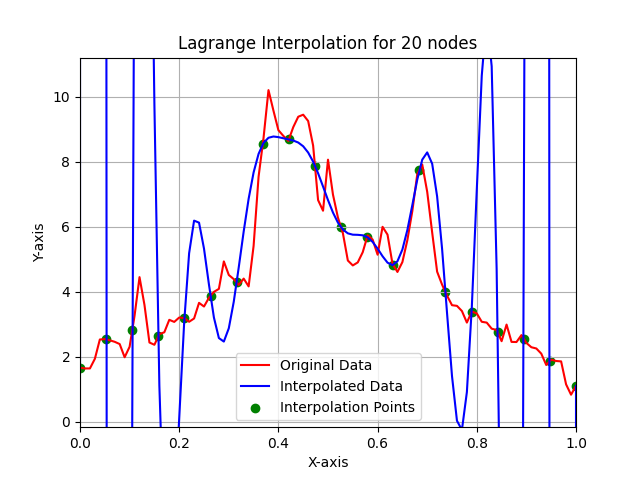 Lagrange Interpolation for 20 nodes
Y-axis
10
8
6
4
2
0
Original Data
Interpolated Data
Interpolation Points
0.0 0.2 0.4 0.6 0.8 1.0
X-axis